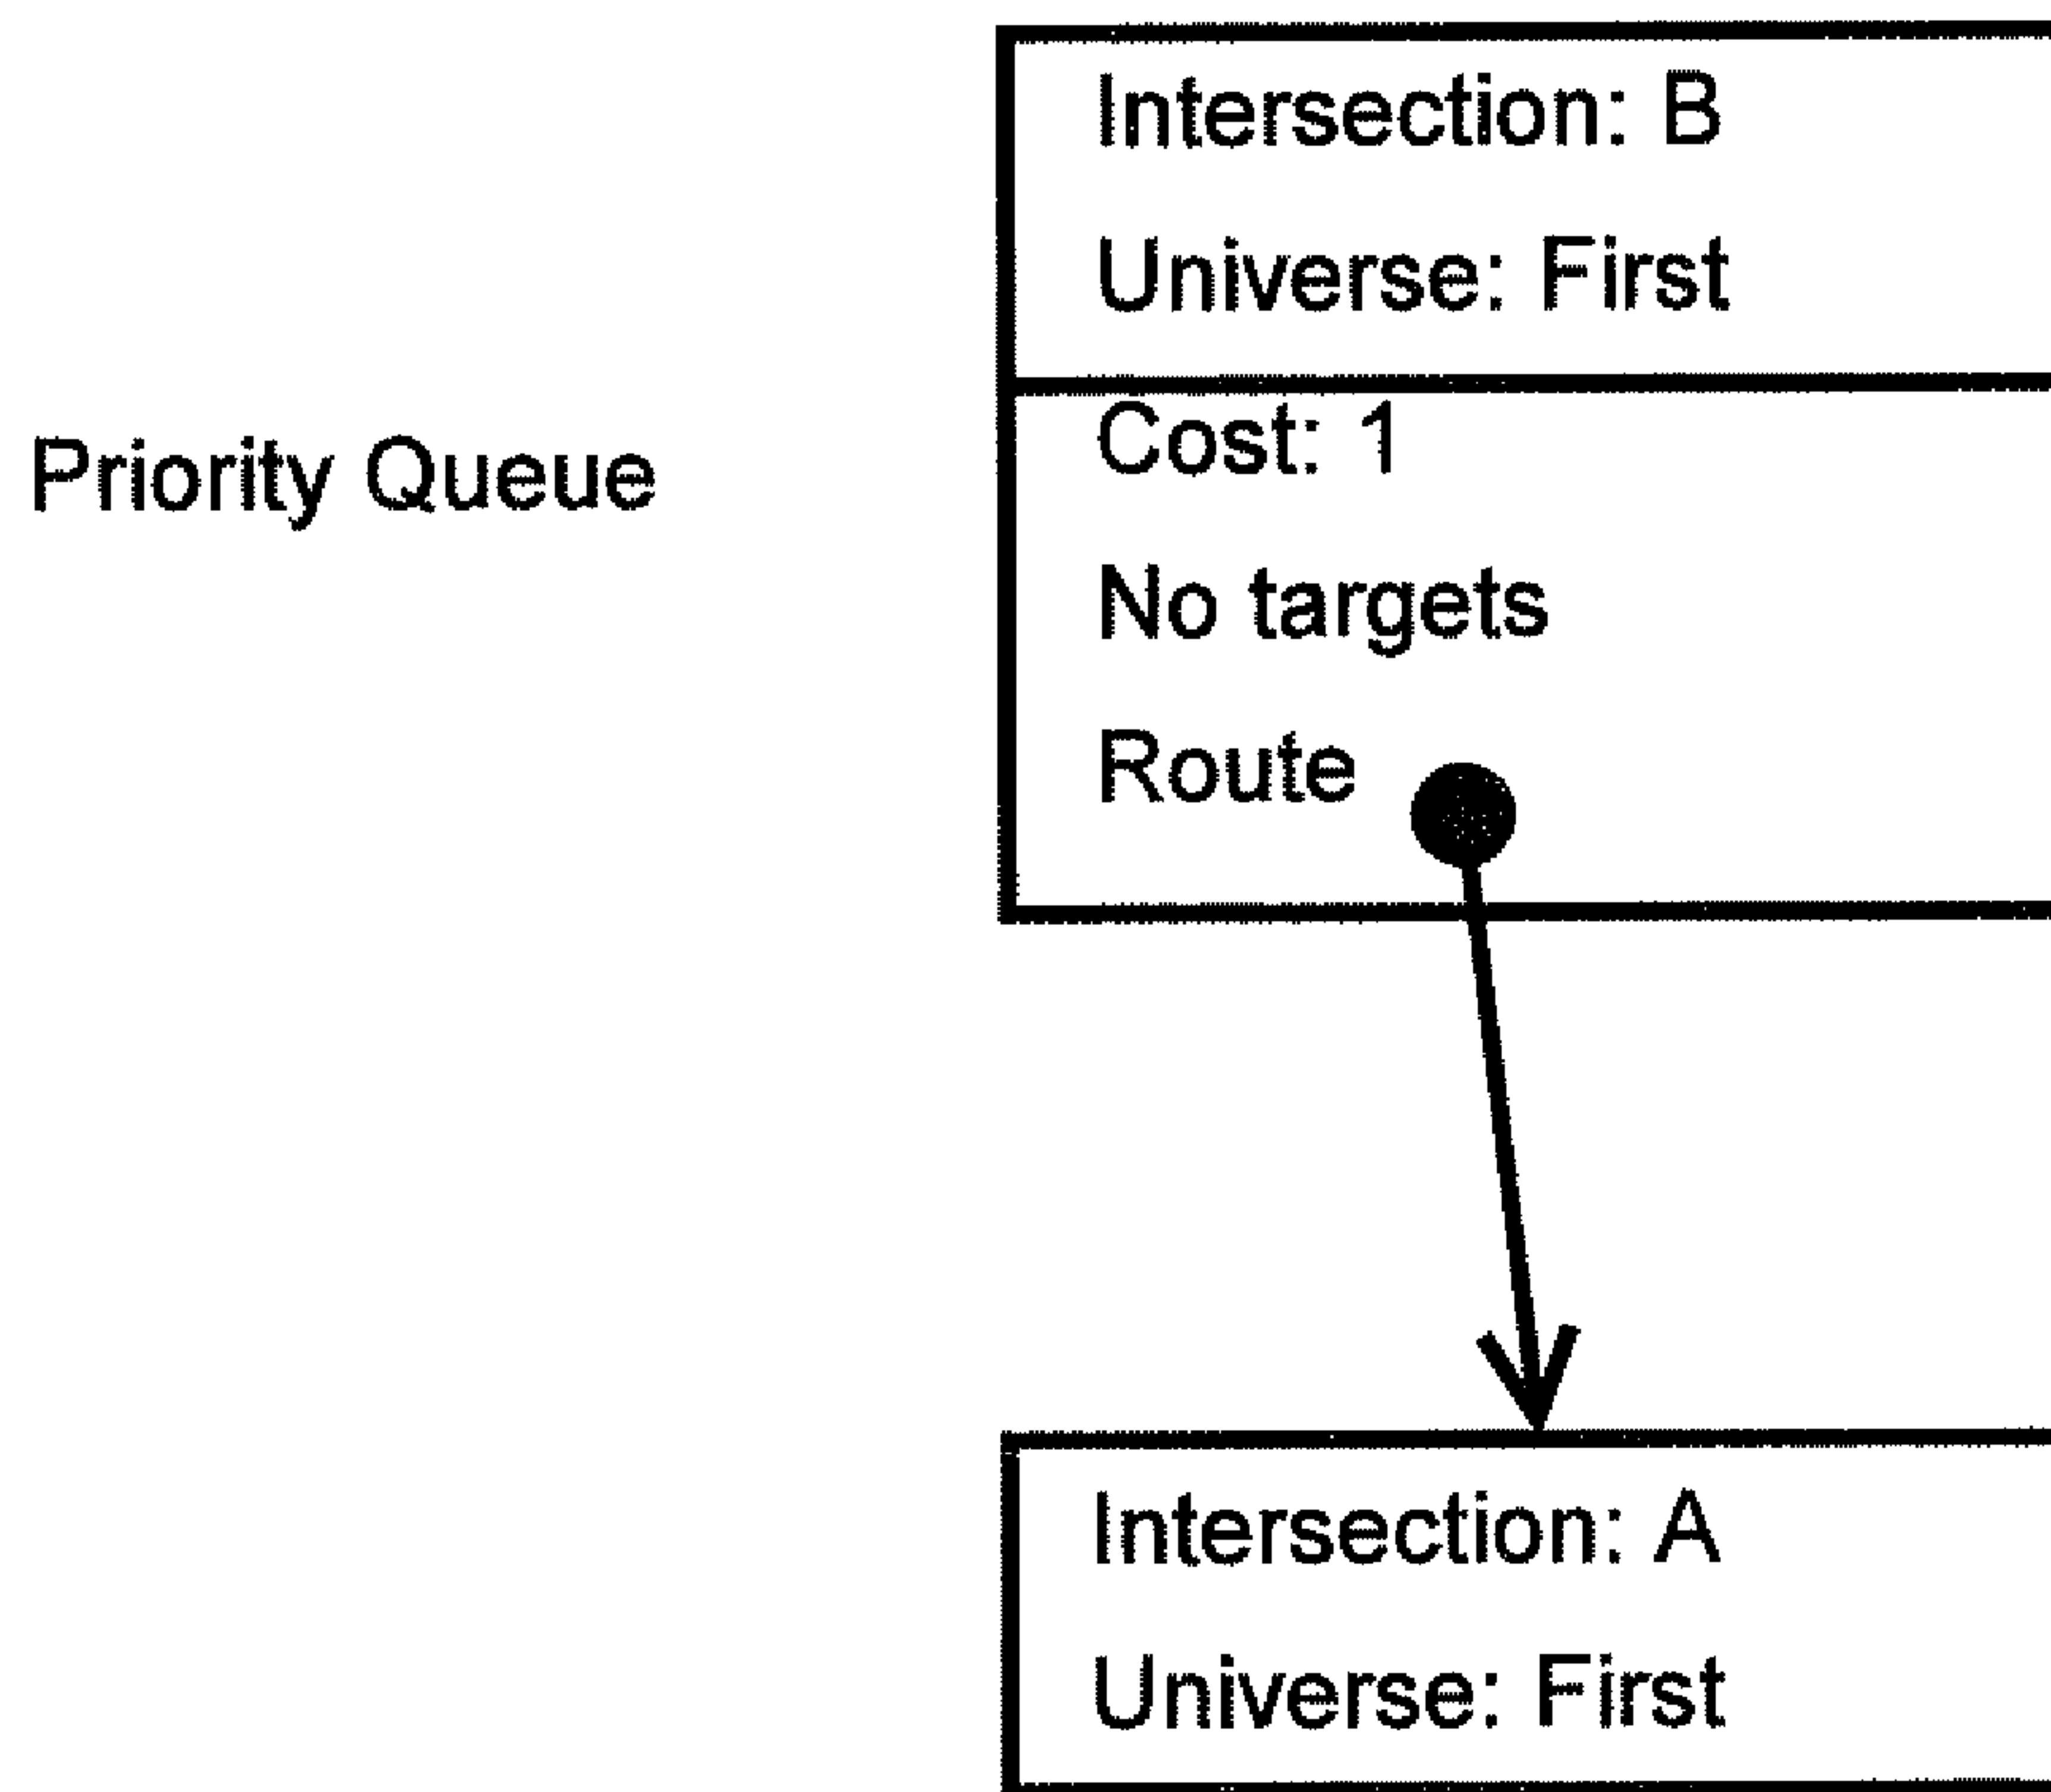 Intersection: B
Universe: First
Priority Queue
Cost: 1
No targets
Route
Intersection: A
Universe: First